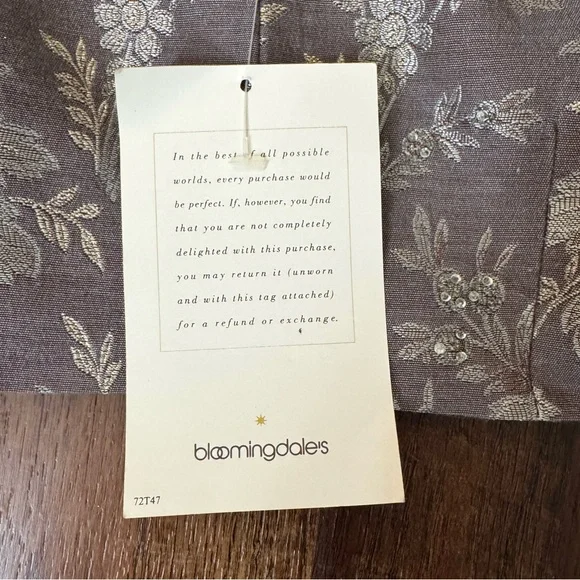 In the best of all possible
worlds, every purchase would
be perfect. If, however, you find
that you are not completely
delighted with this purchase,
you may return it (unworn
and with this tag attached)
for a refund or exchange.
bloomingdale's
72T47